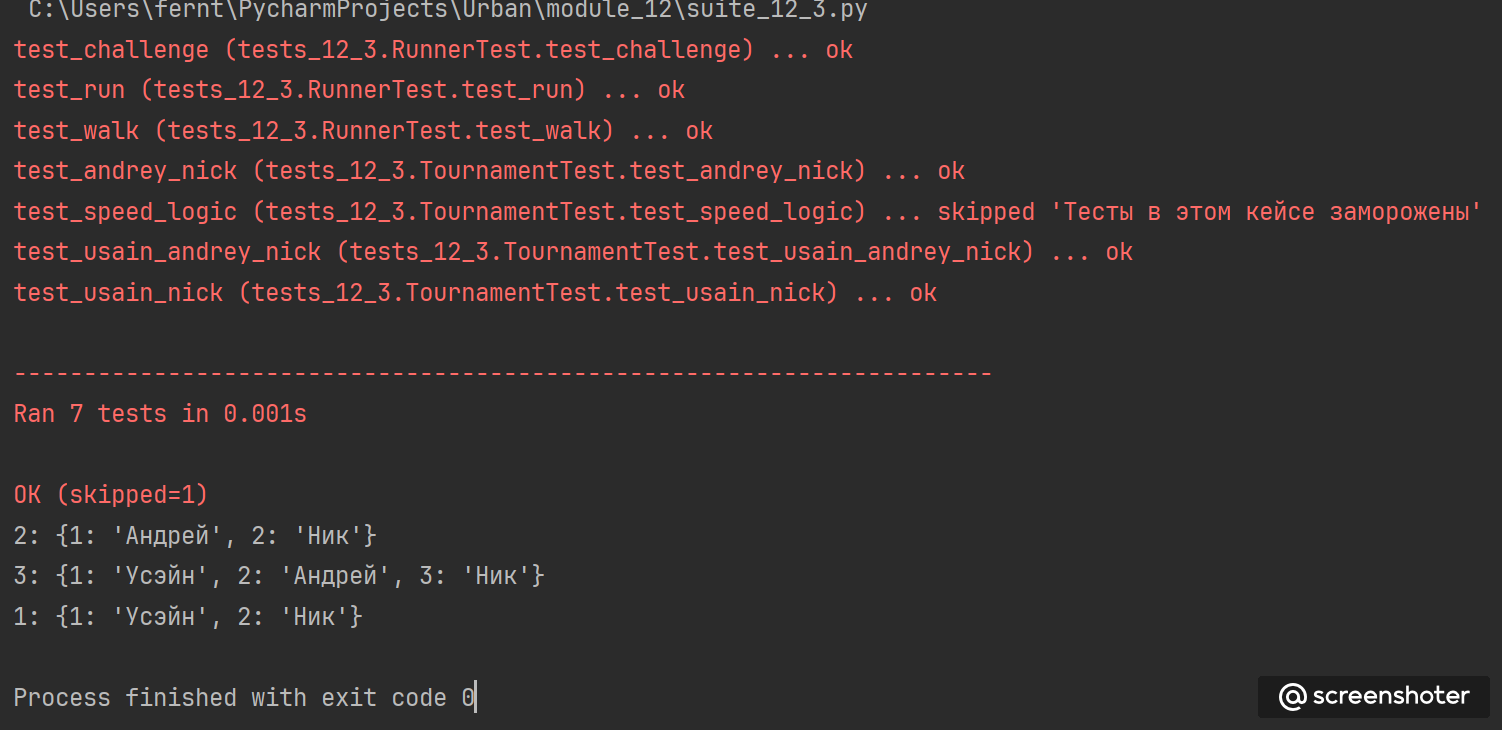 C:\Users\fernt\PycharmProjects\Urban\module_12\suite_12_3.py
test_challenge (tests_12_3.RunnerTest.test_challenge) ... ok
test_run (tests_12_3.RunnerTest.test_run) ... ok
test_walk (tests_12_3.RunnerTest.test_walk) ... ok
test_andrey_nick (tests_12_3.TournamentTest.test_andrey_nick) ... ok
test_speed_logic (tests_12_3.TournamentTest.test_speed_logic) ... skipped 'Тесты в этом кейсе заморожены'
test_usain_andrey_nick (tests_12_3.TournamentTest.test_usain_andrey_nick) ... ok
test_usain_nick (tests_12_3.TournamentTest.test_usain_nick) ... ok
----------------------------------------------------------------------
Ran 7 tests in 0.001s
OK (skipped=1)
2: {1: 'Андрей', 2: 'Ник'}
3: {1: 'Усэйн', 2: 'Андрей', 3: 'Ник'}
1: {1: 'Усэйн', 2: 'Ник'}
Process finished with exit code 0
@screenshoter